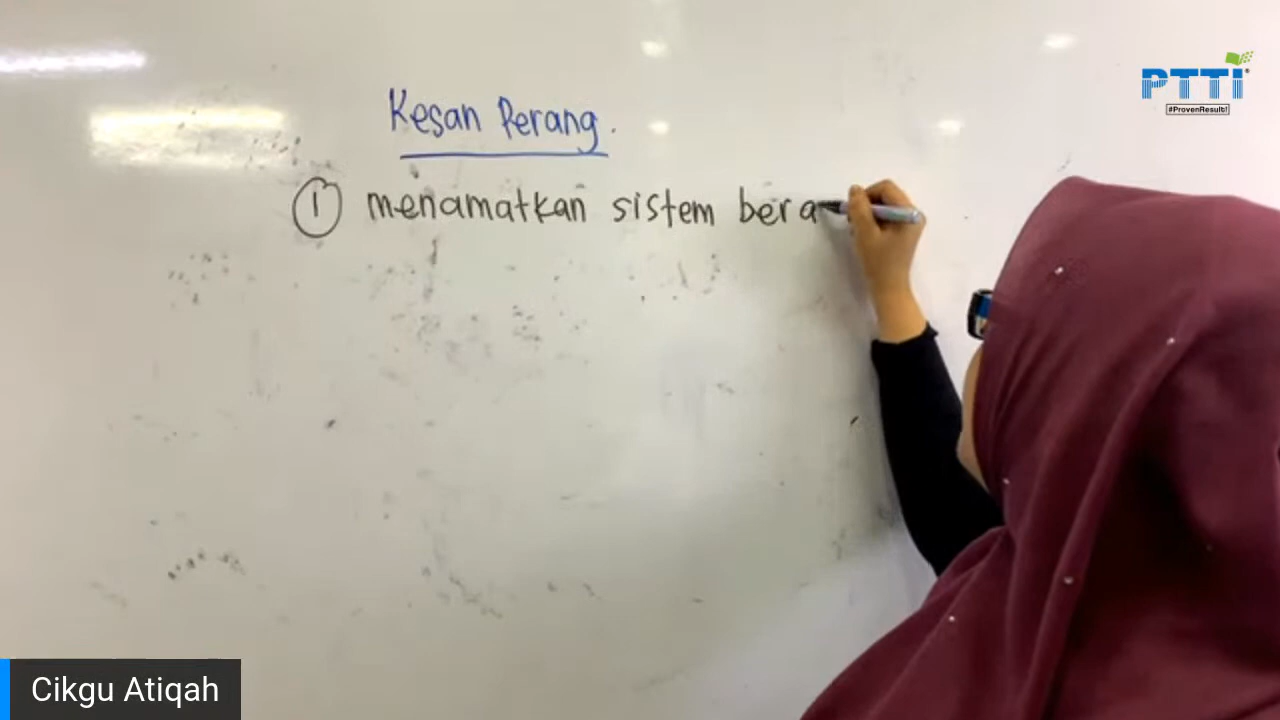 Kesan Perang.
① menamatkan sistem bera
PTTI
#ProvenResult!
Cikgu Atiqah